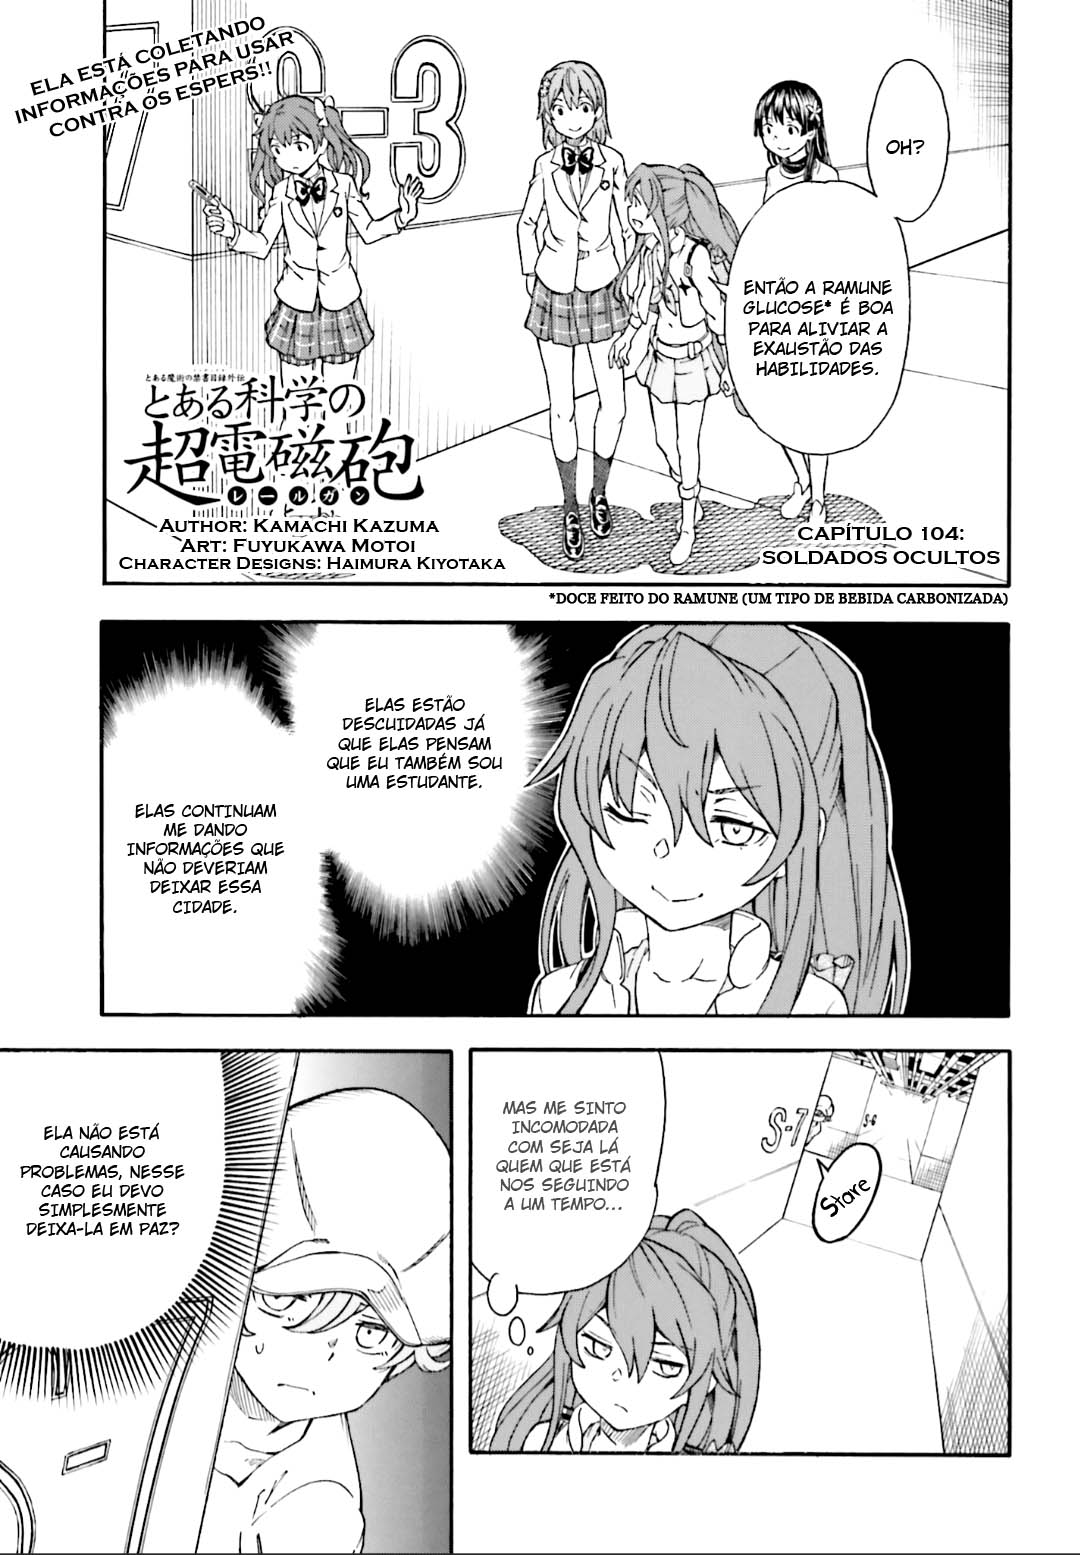 ELA ESTÁ COLETANDO
INFORMAÇÕES PARA USAR
CONTRA OS ESPERS!!
S-3
OH?
ENTÃO A RAMUNE
GLUCOSE* É BOA
PARA ALIVIAR A
EXAUSTÃO DAS
HABILIDADES.
とある魔術の禁書目録外伝
とある科学の
超電磁砲
レールガン
AUTHOR: KAMACHI KAZUMA
ART: FUYUKAWA MOTOI
CHARACTER DESIGNS: HAIMURA KIYOTAKA
CAPÍTULO 104:
SOLDADOS OCULTOS
*DOCE FEITO DO RAMUNE (UM TIPO DE BEBIDA CARBONIZADA)
ELAS ESTÃO
DESCUIDADAS JÁ
QUE ELAS PENSAM
QUE EU TAMBÉM SOU
UMA ESTUDANTE.
ELAS CONTINUAM
ME DANDO
INFORMAÇÕES QUE
NÃO DEVERIAM
DEIXAR ESSA
CIDADE.
MAS ME SINTO
INCOMODADA
COM SEJA LÁ
QUEM QUE ESTÁ
NOS SEGUINDO
A UM TEMPO...
S-7
S-6
Stare
ELA NÃO ESTÁ
CAUSANDO
PROBLEMAS, NESSE
CASO EU DEVO
SIMPLESMENTE
DEIXA-LA EM PAZ?